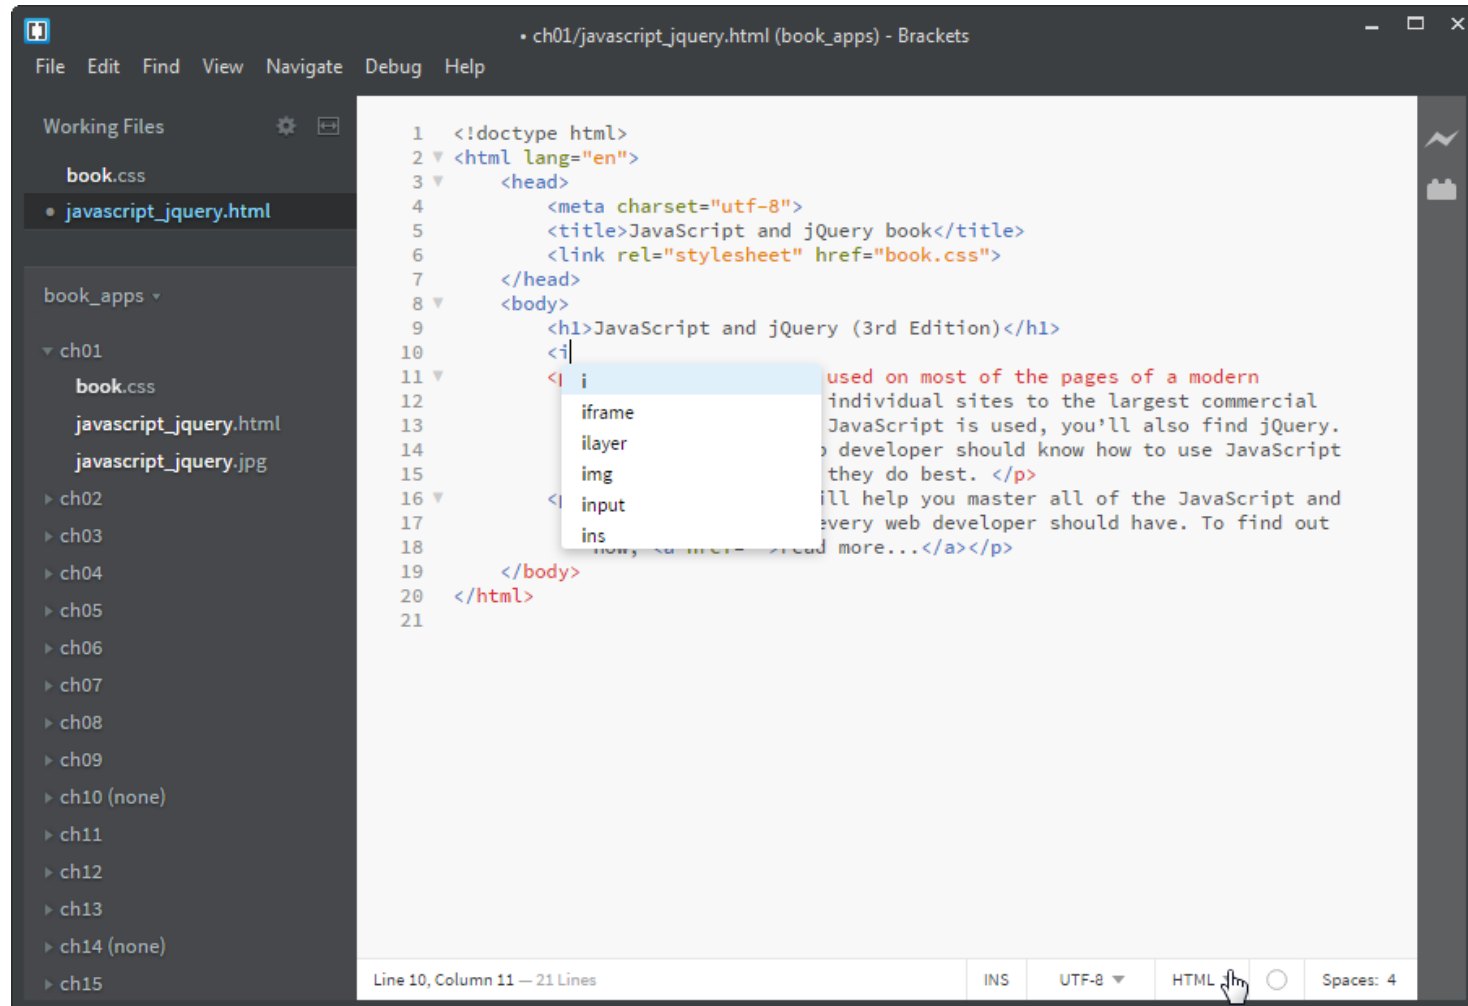 • ch01/javascript_jquery.html (book_apps) - Brackets
File Edit Find View Navigate Debug Help
Working Files
book.css
• javascript_jquery.html
book_apps
ch01
book.css
javascript_jquery.html
javascript_jquery.jpg
ch02
ch03
ch04
ch05
ch06
ch07
ch08
ch09
ch10 (none)
ch11
ch12
ch13
ch14 (none)
ch15
1 <!doctype html>
2 <html lang="en">
3 <head>
4 <meta charset="utf-8">
5 <title>JavaScript and jQuery book</title>
6 <link rel="stylesheet" href="book.css">
7 </head>
8 <body>
9 <h1>JavaScript and jQuery (3rd Edition)</h1>
10 <i
11 <p used on most of the pages of a modern
12 individual sites to the largest commercial
13 JavaScript is used, you’ll also find jQuery.
14 developer should know how to use JavaScript
15 they do best. </p>
16 <p ill help you master all of the JavaScript and
17 every web developer should have. To find out
18 how, <a href="">read more...</a></p>
19 </body>
20 </html>
21
i
iframe
ilayer
img
input
ins
Line 10, Column 11 — 21 Lines
INS UTF-8 HTML Spaces: 4